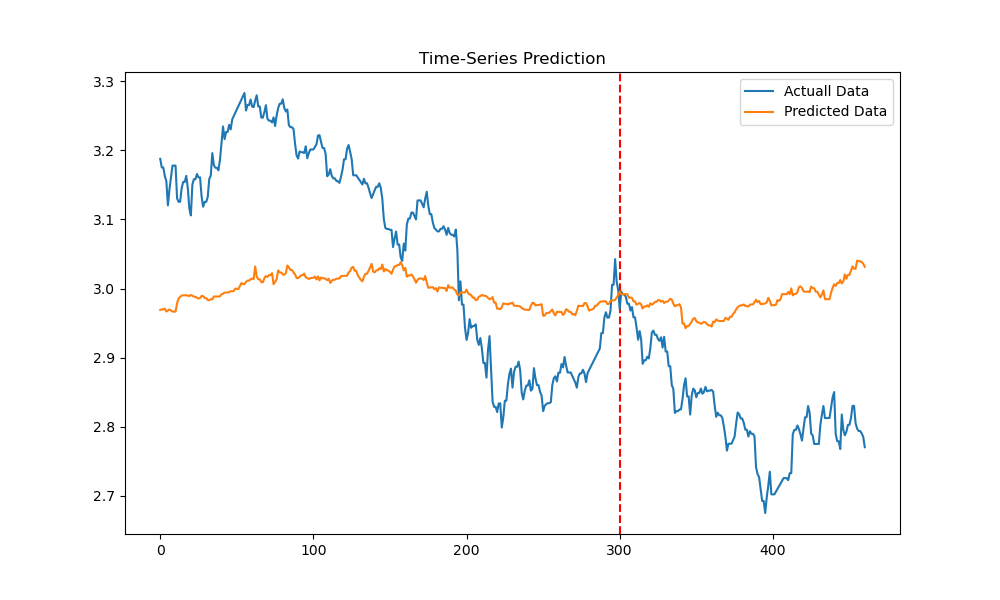 Time-Series Prediction
Actuall Data
Predicted Data
3.3
3.2
3.1
3.0
2.9
2.8
2.7
0 100 200 300 400